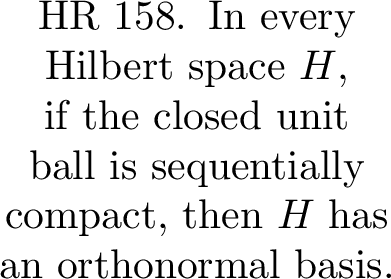 HR 158. In every
Hilbert space H,
if the closed unit
ball is sequentially
compact, then H has
an orthonormal basis.